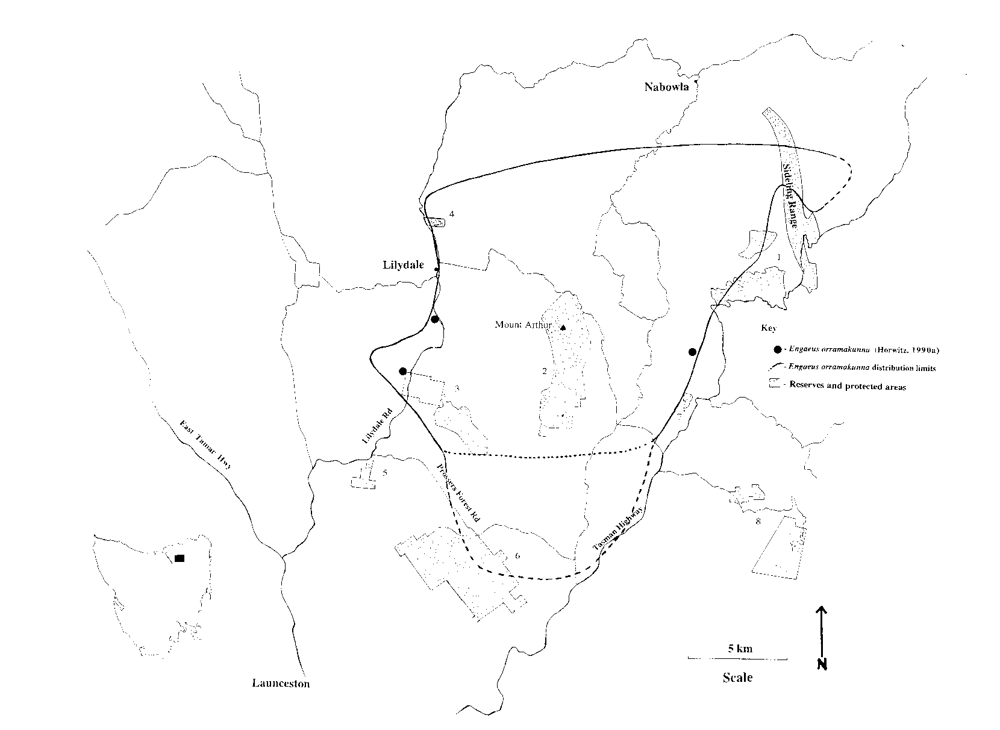 Nabowla
Sideling Range
4
Lilydale
1
Mount Arthur
Key
- Engaeus orramakunna (Horwitz, 1990a)
- Engaeus orramakunna distribution limits
- Reserves and protected areas
2
3
7
Lilydale Rd
East Tamar Hwy
5
Prossers Forest Rd
Tasman Highway
8
6
5 km
N
Scale
Launceston